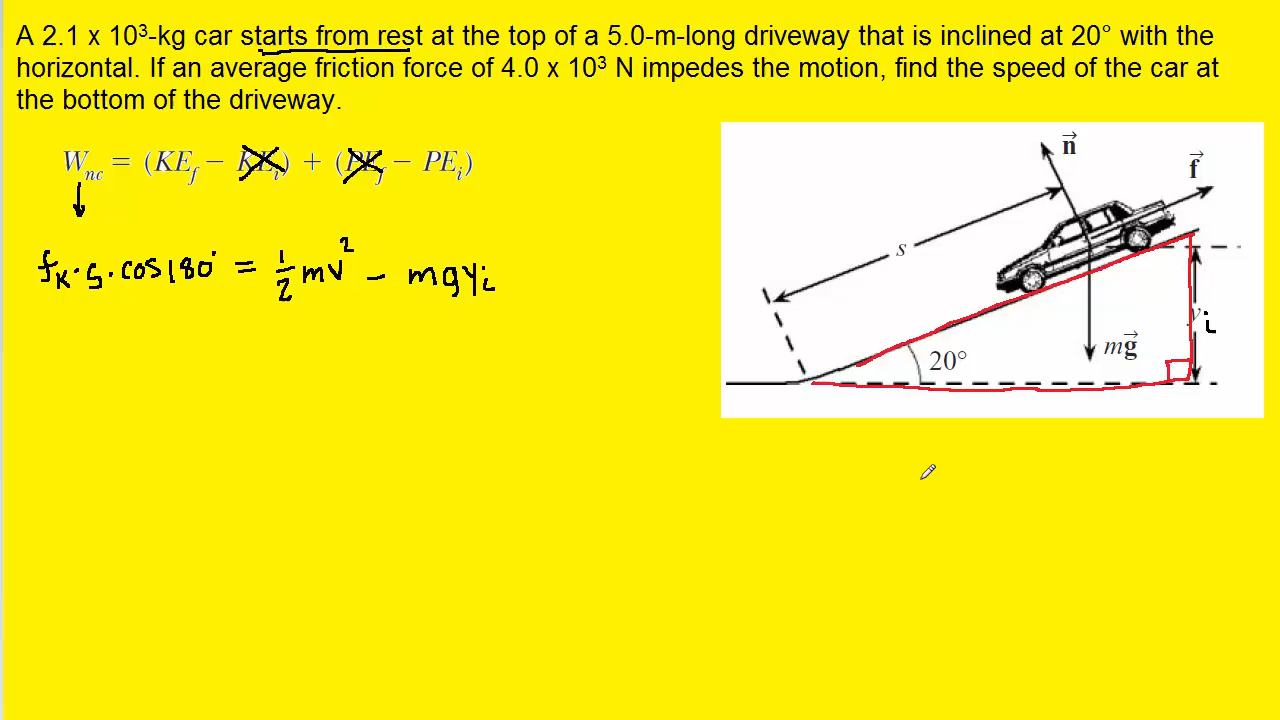 A 2.1 x 10³-kg car starts from rest at the top of a 5.0-m-long driveway that is inclined at 20° with the
horizontal. If an average friction force of 4.0 x 10³ N impedes the motion, find the speed of the car at
the bottom of the driveway.
W_nc = (KE_f − KE_i) + (PE_f − PE_i)
f_K · s · cos180° = ½mv² − mgy_i
n⃗
f⃗
s
y_i
mg⃗
20°